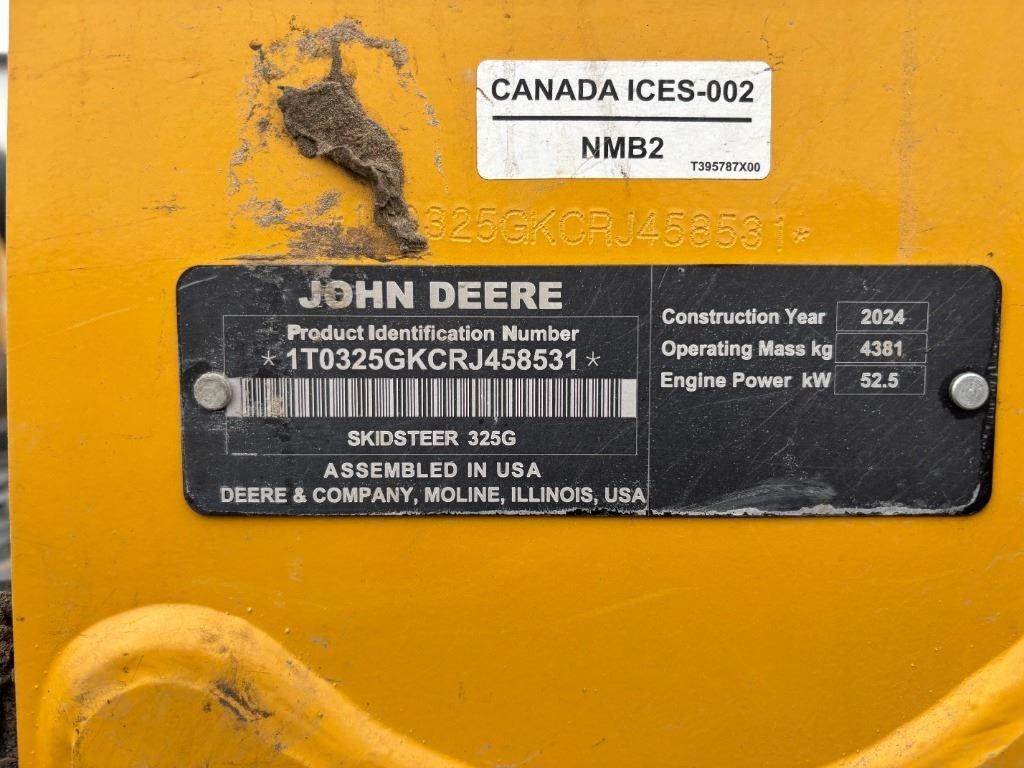 CANADA ICES-002
NMB2
T395787X00
325GKCRJ458531*
JOHN DEERE
Product Identification Number
* 1T0325GKCRJ458531 *
SKIDSTEER 325G
ASSEMBLED IN USA
DEERE & COMPANY, MOLINE, ILLINOIS, USA
Construction Year 2024
Operating Mass kg 4381
Engine Power kW 52.5